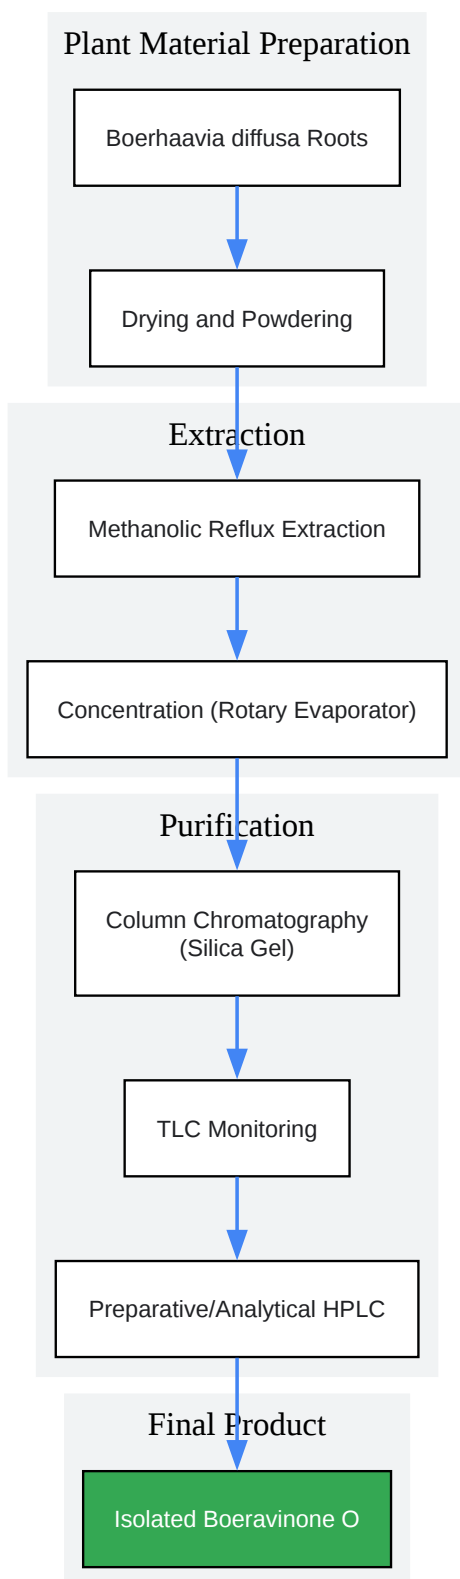 Plant Material Preparation
Boerhaavia diffusa Roots
Drying and Powdering
Extraction
Methanolic Reflux Extraction
Concentration (Rotary Evaporator)
Purification
Column Chromatography
(Silica Gel)
TLC Monitoring
Preparative/Analytical HPLC
Final Product
Isolated Boeravinone O